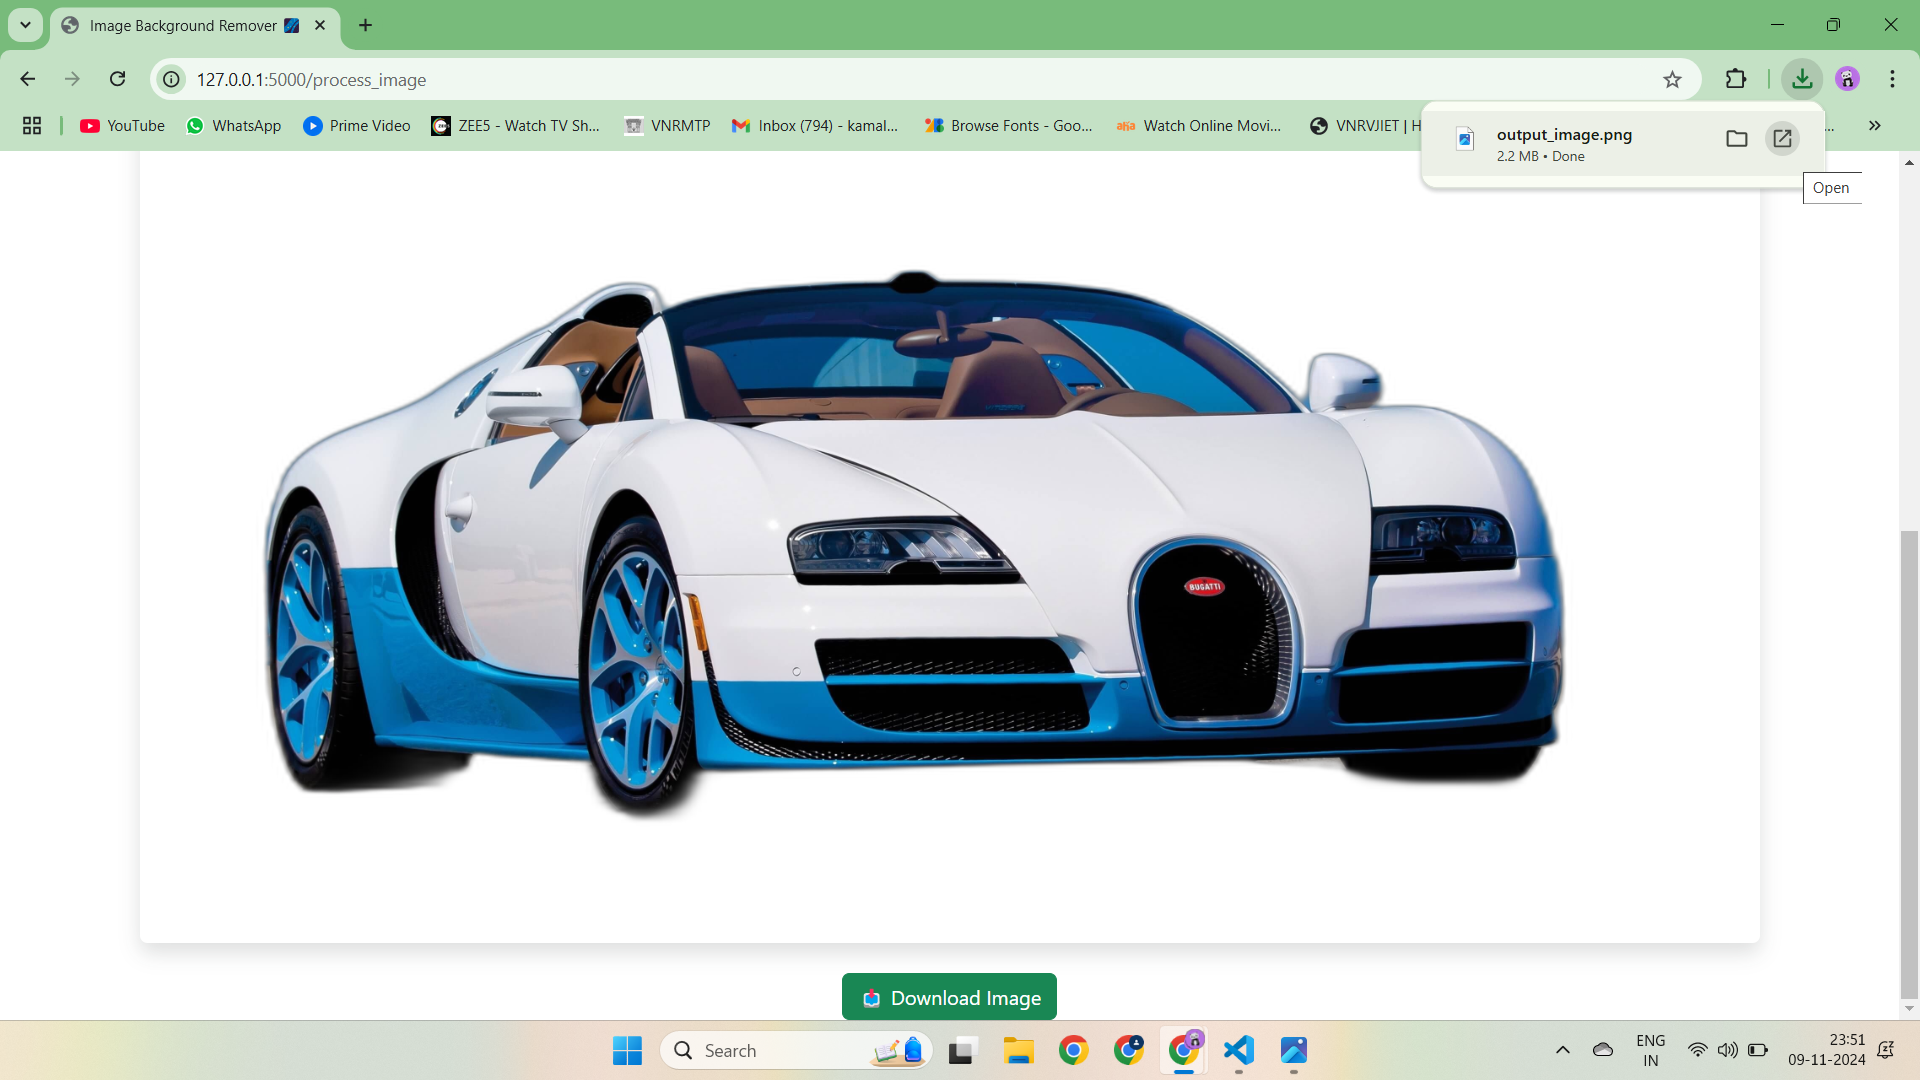 Image Background Remover
127.0.0.1:5000/process_image
YouTube
WhatsApp
Prime Video
ZEE5 - Watch TV Sh...
VNRMTP
Inbox (794) - kamal...
Browse Fonts - Goo...
aha Watch Online Movi...
VNRVJIET | H
output_image.png
2.2 MB • Done
Open
BUGATTI
Download Image
Search
ENG
IN
23:51
09-11-2024